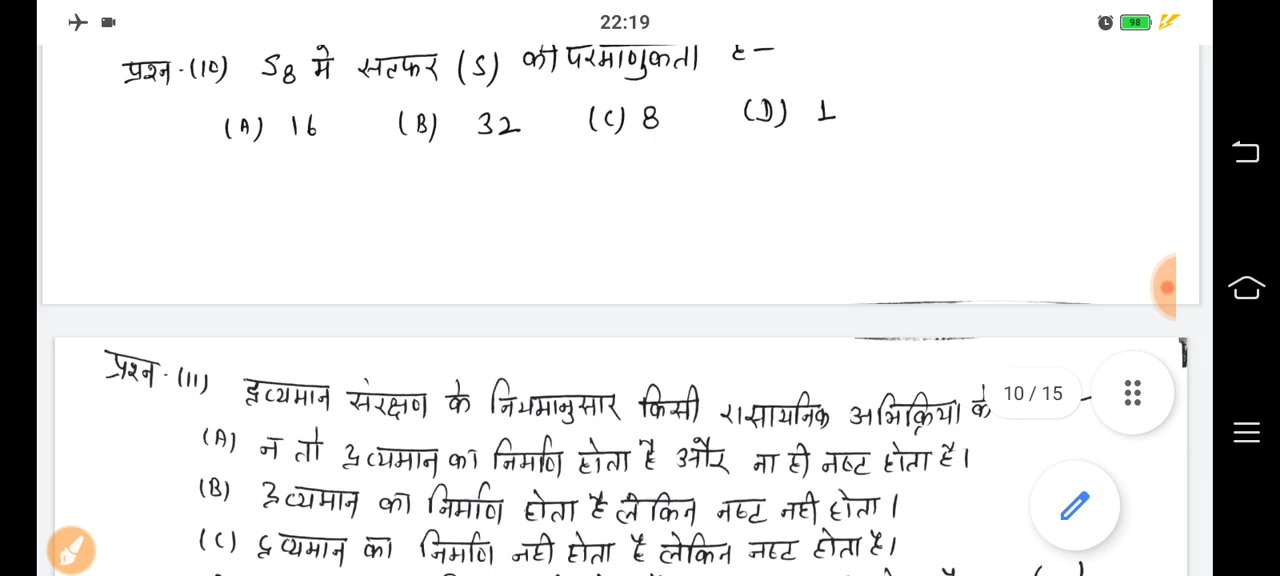 22:19
98
प्रश्न-(10) S8 मे सल्फर (S) की परमाणुकता है-
(A) 16 (B) 32 (C) 8 (D) 1
प्रश्न-(11) द्रव्यमान संरक्षण के नियमानुसार किसी रासायनिक अभिक्रिया के
10 / 15
(A) न तो द्रव्यमान का निर्माण होता है और ना ही नष्ट होता है।
(B) द्रव्यमान का निर्माण होता है लेकिन नष्ट नही होता।
(C) द्रव्यमान का निर्माण नही होता है लेकिन नष्ट होता है।